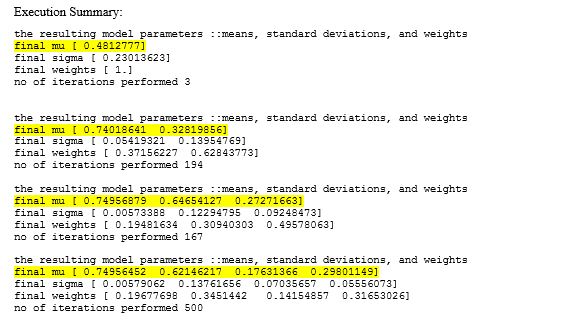 Execution Summary:
the resulting model parameters ::means, standard deviations, and weights
final mu [ 0.4812777]
final sigma [ 0.23013623]
final weights [ 1.]
no of iterations performed 3
the resulting model parameters ::means, standard deviations, and weights
final mu [ 0.74018641 0.32819856]
final sigma [ 0.05419321 0.13954769]
final weights [ 0.37156227 0.62843773]
no of iterations performed 194
the resulting model parameters ::means, standard deviations, and weights
final mu [ 0.74956879 0.64654127 0.27271663]
final sigma [ 0.00573388 0.12294795 0.09248473]
final weights [ 0.19481634 0.30940303 0.49578063]
no of iterations performed 167
the resulting model parameters ::means, standard deviations, and weights
final mu [ 0.74956452 0.62146217 0.17631366 0.29801149]
final sigma [ 0.00579062 0.13761656 0.07035657 0.05556073]
final weights [ 0.19677698 0.3451442 0.14154857 0.31653026]
no of iterations performed 500